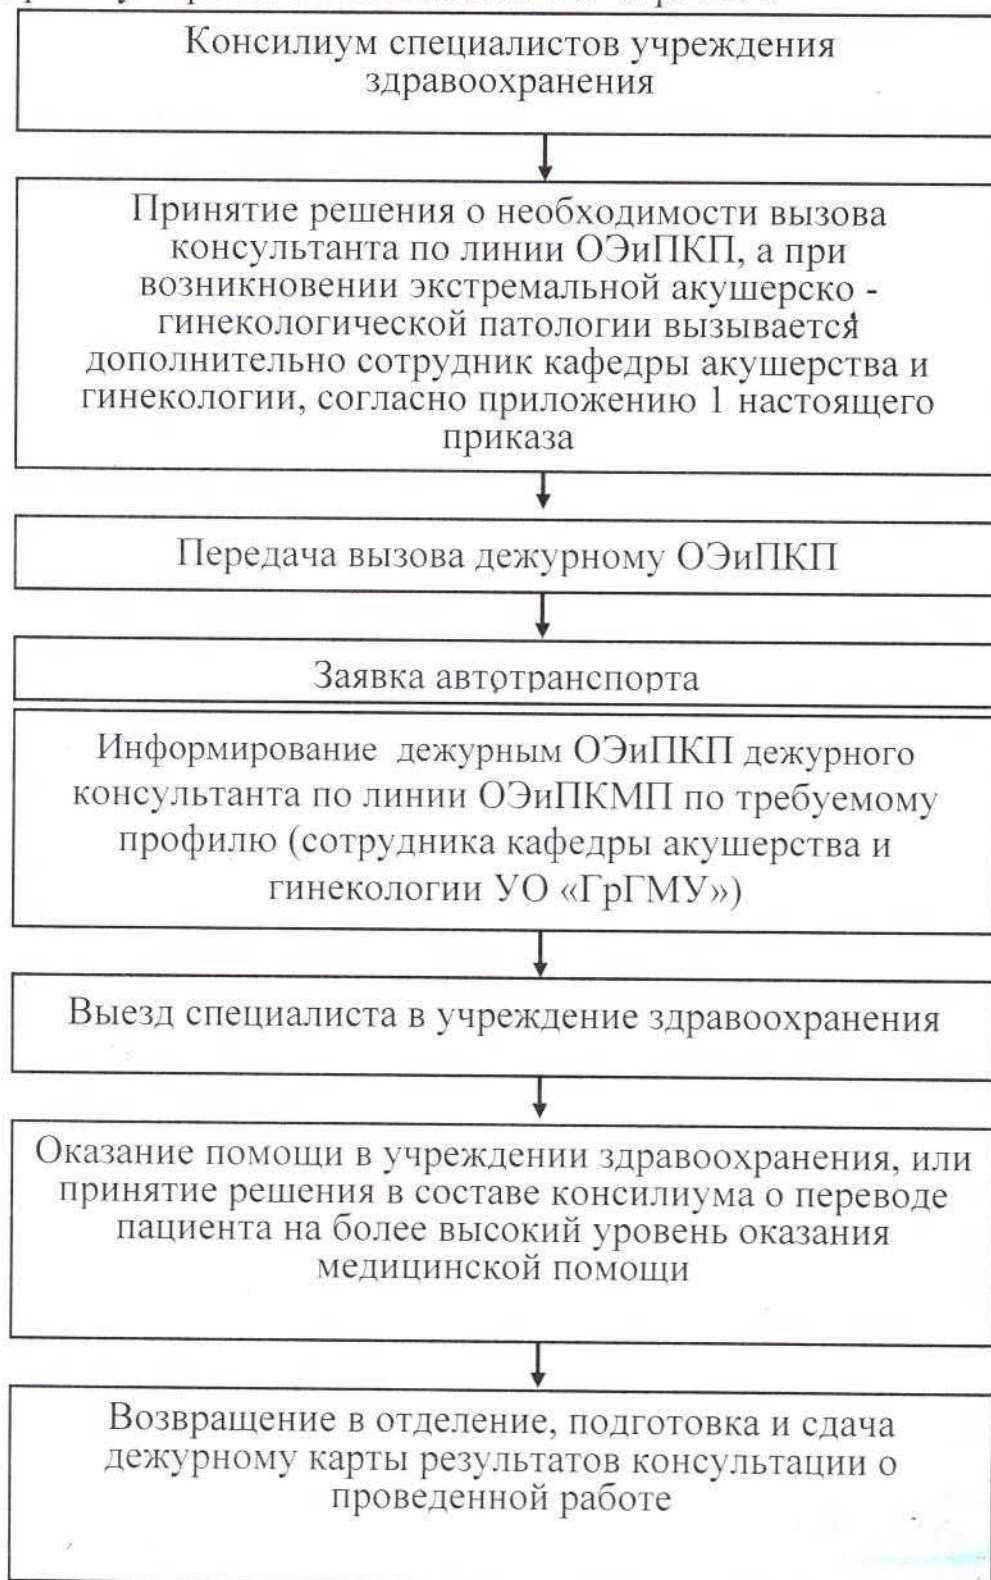 Консилиум специалистов учреждения
здравоохранения
Принятие решения о необходимости вызова
консультанта по линии ОЭиПКП, а при
возникновении экстремальной акушерско -
гинекологической патологии вызывается
дополнительно сотрудник кафедры акушерства и
гинекологии, согласно приложению 1 настоящего
приказа
Передача вызова дежурному ОЭиПКП
Заявка автотранспорта
Информирование дежурным ОЭиПКП дежурного
консультанта по линии ОЭиПКМП по требуемому
профилю (сотрудника кафедры акушерства и
гинекологии УО «ГрГМУ»)
Выезд специалиста в учреждение здравоохранения
Оказание помощи в учреждении здравоохранения, или
принятие решения в составе консилиума о переводе
пациента на более высокий уровень оказания
медицинской помощи
Возвращение в отделение, подготовка и сдача
дежурному карты результатов консультации о
проведенной работе